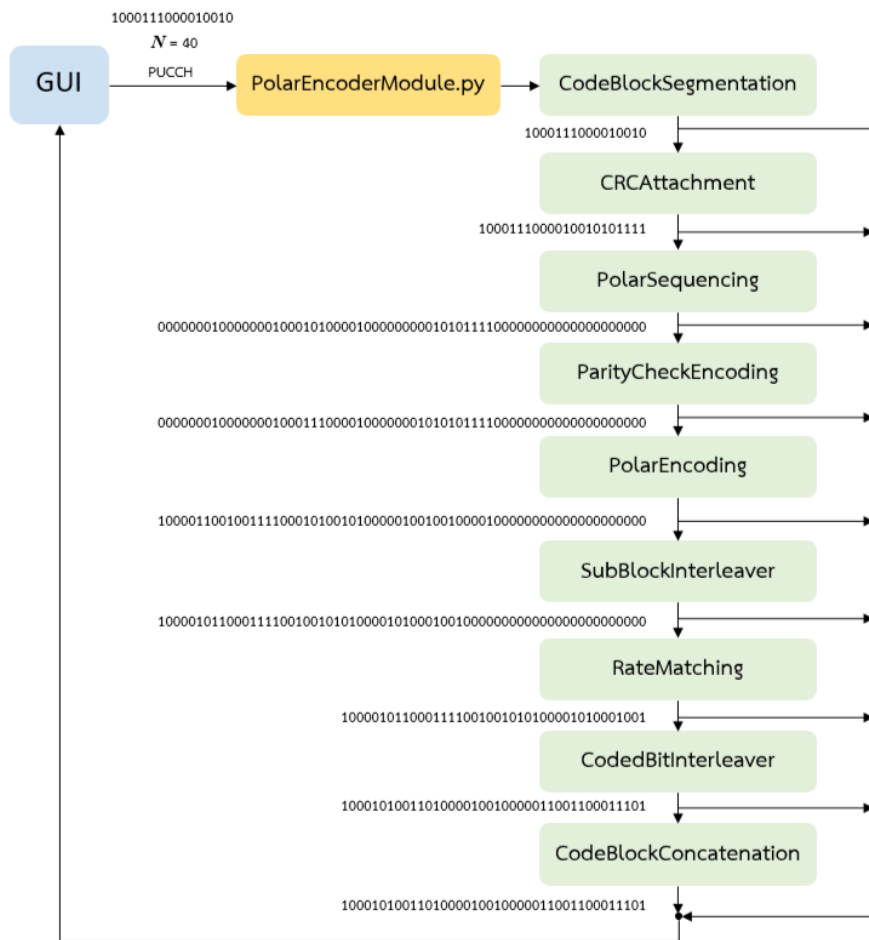 1000111000010010
N = 40
PUCCH
GUI
PolarEncoderModule.py
CodeBlockSegmentation
1000111000010010
CRCAttachment
1000111000010010101111
PolarSequencing
0000000100000001000101000010000000001010111100000000000000000000
ParityCheckEncoding
0000000100000001000111000010000000101010111100000000000000000000
PolarEncoding
1000011001001111000101001010000010010010000100000000000000000000
SubBlockInterleaver
1000010110001111001001010100001010001001000000000000000000000000
RateMatching
1000010110001111001001010100001010001001
CodedBitInterleaver
1000101001101000010010000011001100011101
CodeBlockConcatenation
1000101001101000010010000011001100011101